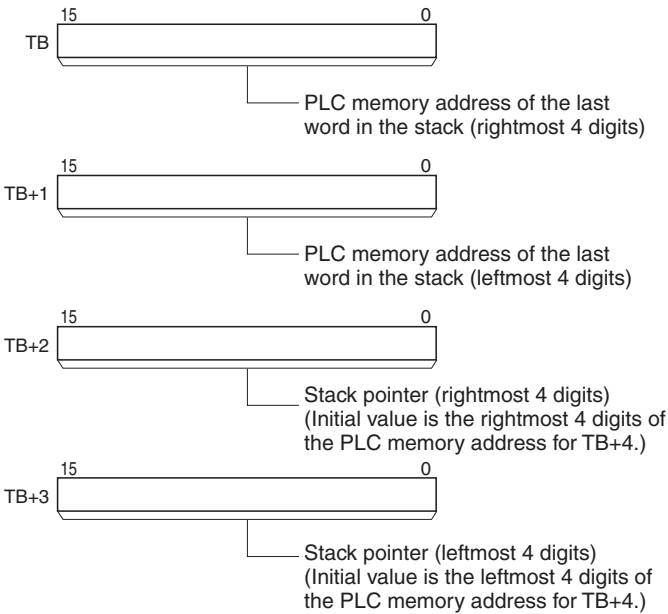 15 0
TB
PLC memory address of the last
word in the stack (rightmost 4 digits)
15 0
TB+1
PLC memory address of the last
word in the stack (leftmost 4 digits)
15 0
TB+2
Stack pointer (rightmost 4 digits)
(Initial value is the rightmost 4 digits of
the PLC memory address for TB+4.)
15 0
TB+3
Stack pointer (leftmost 4 digits)
(Initial value is the leftmost 4 digits of
the PLC memory address for TB+4.)